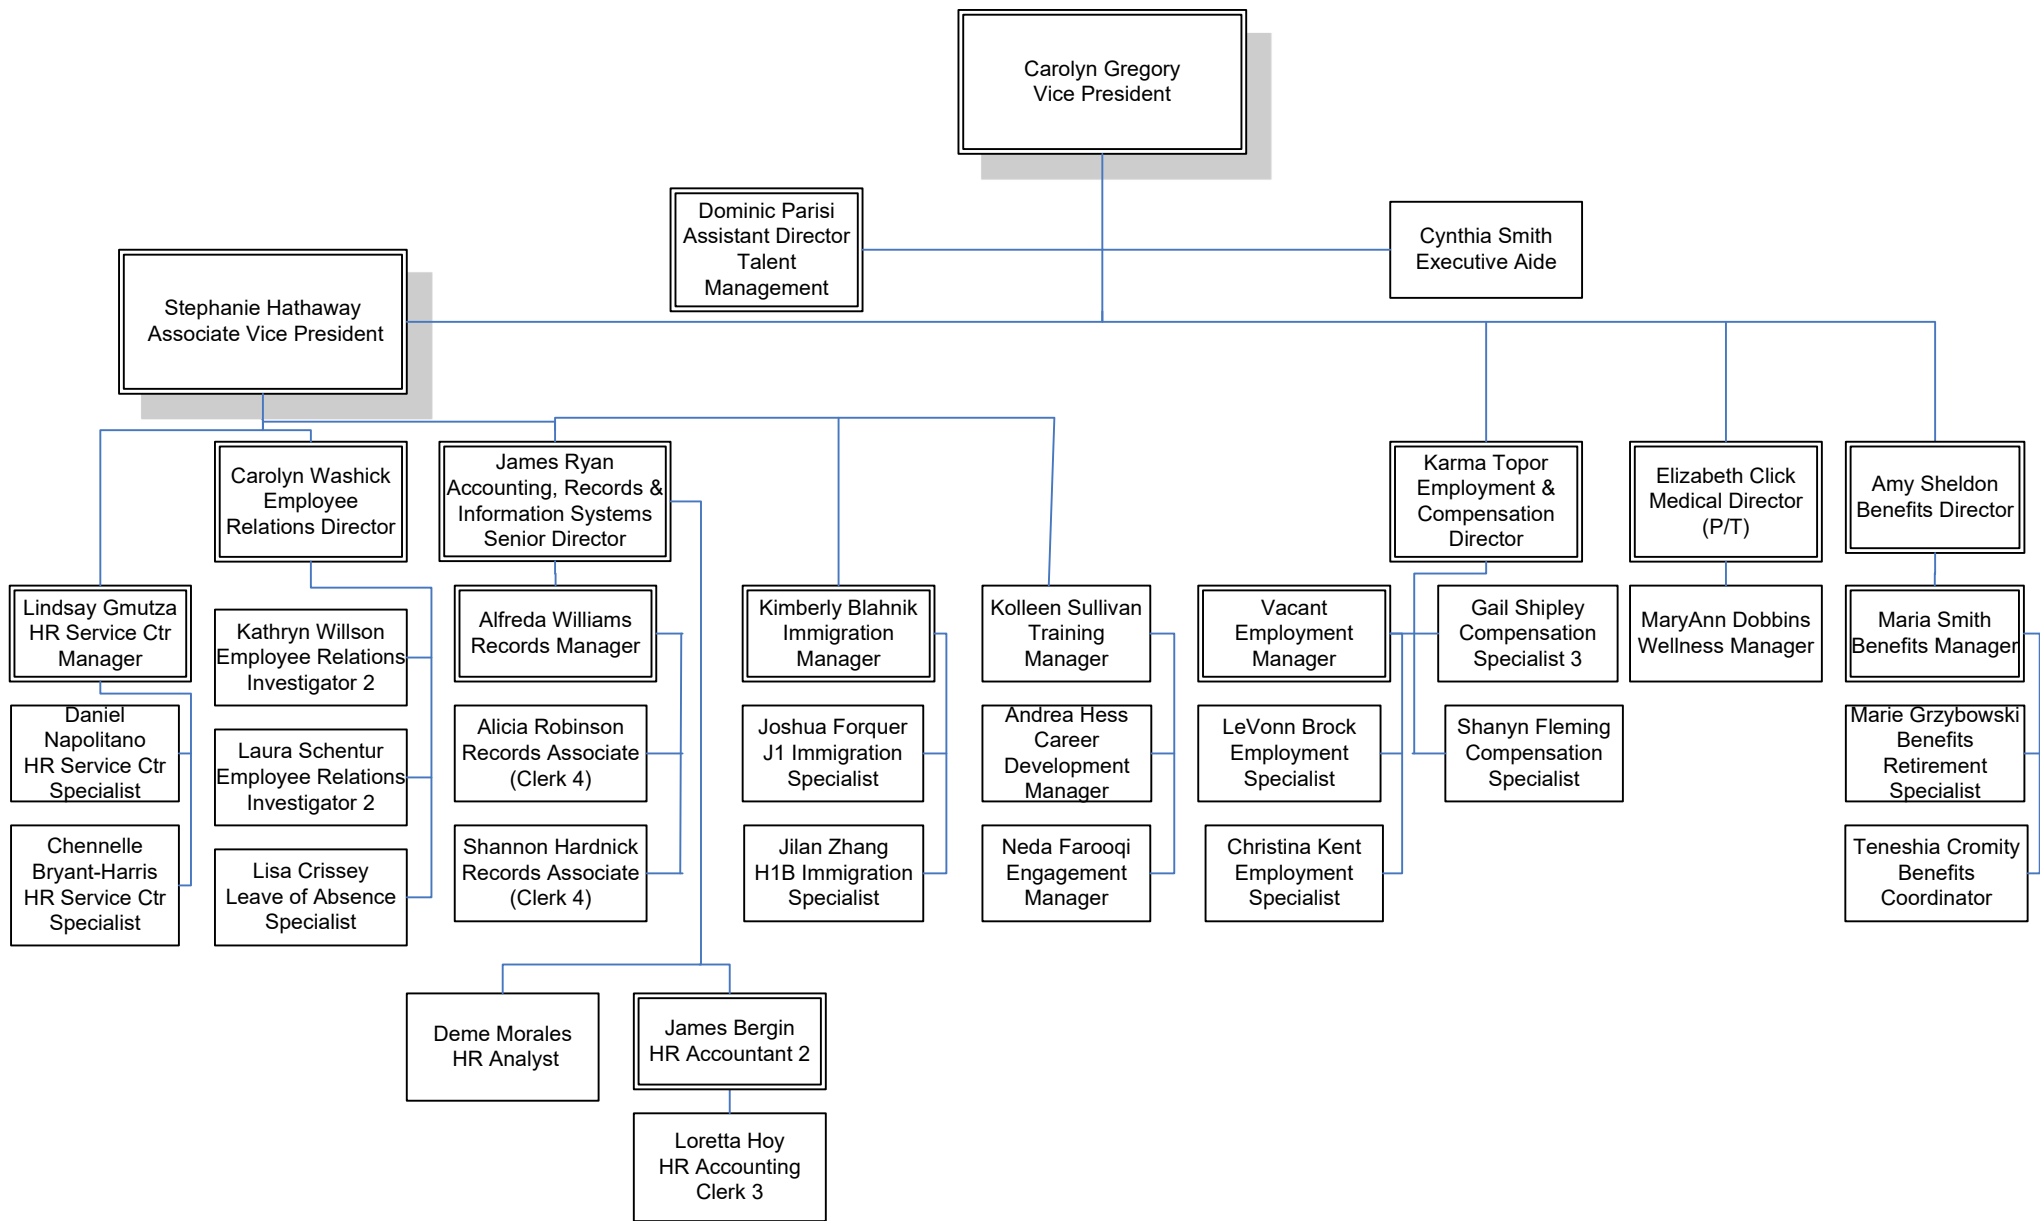 Carolyn Gregory
Vice President
Dominic Parisi
Assistant Director
Talent
Management
Cynthia Smith
Executive Aide
Stephanie Hathaway
Associate Vice President
Carolyn Washick
Employee
Relations Director
James Ryan
Accounting, Records &
Information Systems
Senior Director
Karma Topor
Employment &
Compensation
Director
Elizabeth Click
Medical Director
(P/T)
Amy Sheldon
Benefits Director
Lindsay Gmutza
HR Service Ctr
Manager
Kathryn Willson
Employee Relations
Investigator 2
Alfreda Williams
Records Manager
Kimberly Blahnik
Immigration
Manager
Kolleen Sullivan
Training
Manager
Vacant
Employment
Manager
Gail Shipley
Compensation
Specialist 3
MaryAnn Dobbins
Wellness Manager
Maria Smith
Benefits Manager
Daniel
Napolitano
HR Service Ctr
Specialist
Laura Schentur
Employee Relations
Investigator 2
Alicia Robinson
Records Associate
(Clerk 4)
Joshua Forquer
J1 Immigration
Specialist
Andrea Hess
Career
Development
Manager
LeVonn Brock
Employment
Specialist
Shanyn Fleming
Compensation
Specialist
Marie Grzybowski
Benefits
Retirement
Specialist
Chennelle
Bryant-Harris
HR Service Ctr
Specialist
Lisa Crissey
Leave of Absence
Specialist
Shannon Hardnick
Records Associate
(Clerk 4)
Jilan Zhang
H1B Immigration
Specialist
Neda Farooqi
Engagement
Manager
Christina Kent
Employment
Specialist
Teneshia Cromity
Benefits
Coordinator
Deme Morales
HR Analyst
James Bergin
HR Accountant 2
Loretta Hoy
HR Accounting
Clerk 3